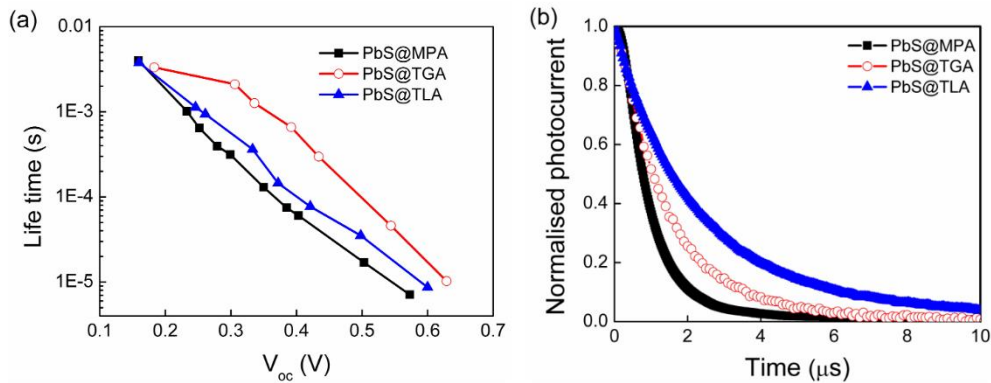 (a)
0.01
1E-3
1E-4
1E-5
Life time (s)
PbS@MPA
PbS@TGA
PbS@TLA
0.1 0.2 0.3 0.4 0.5 0.6 0.7
Voc (V)
(b)
1.0
0.8
0.6
0.4
0.2
0.0
Normalised photocurrent
PbS@MPA
PbS@TGA
PbS@TLA
0 2 4 6 8 10
Time (μs)